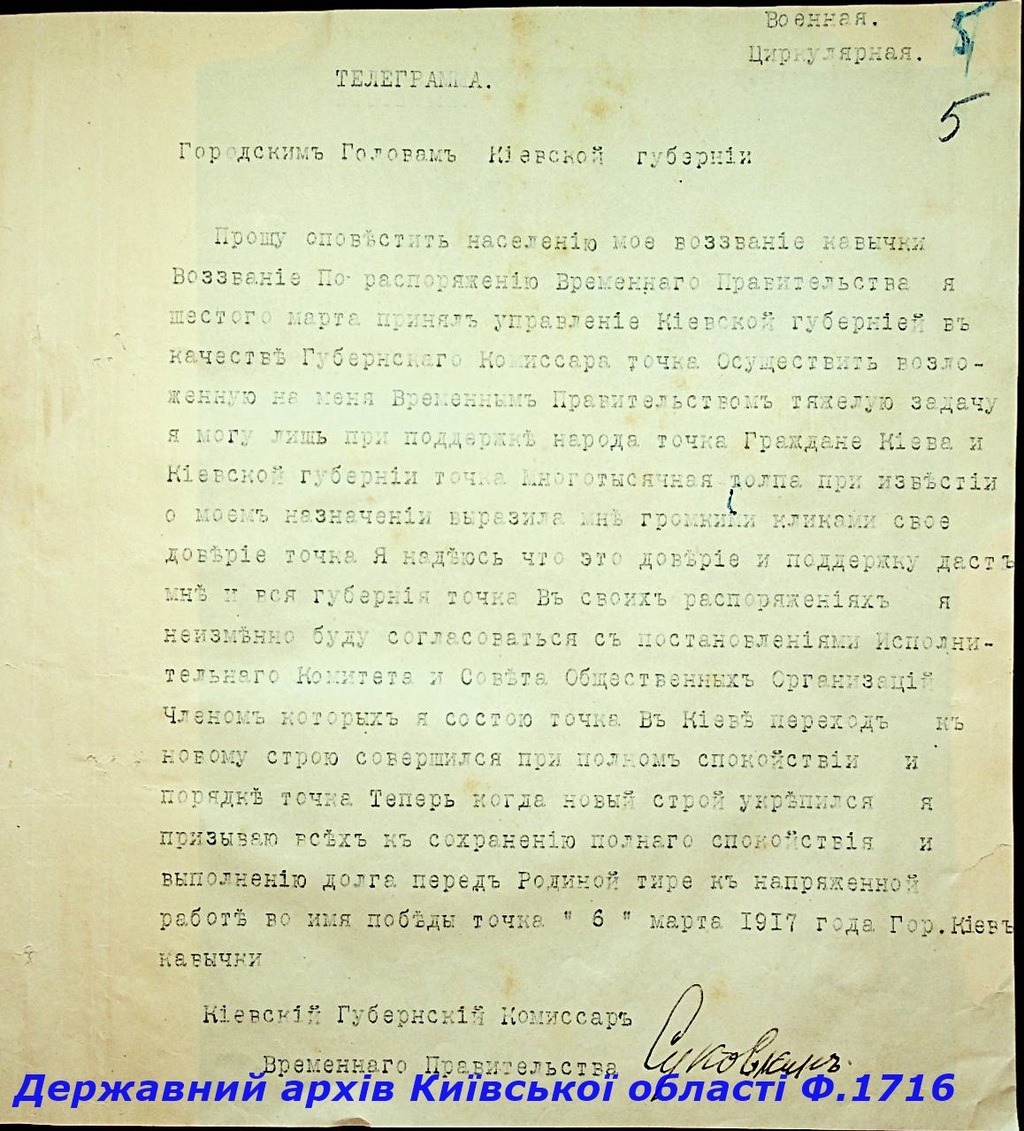 Военная.
5
Циркулярная.
ТЕЛЕГРАММА.
5
Городскимъ Головамъ Кіевской губерніи
Прошу оповѣстить населенію мое воззваніе кавычки
Воззваніе По распоряженію Временнаго Правительства я
шестого марта принялъ управленіе Кіевской губерніей въ
качествѣ Губернскаго Комиссара точка Осуществить возло-
женную на меня Временнымъ Правительствомъ тяжелую задачу
я могу лишь при поддержкѣ народа точка Граждане Кіева и
Кіевской губерніи точка Многотысячная толпа при извѣстіи
о моемъ назначеніи выразила мнѣ громкими кликами свое
довѣріе точка Я надѣюсь что это довѣріе и поддержку дастъ
мнѣ и вся губернія точка Въ своихъ распоряженіяхъ я
неизмѣнно буду согласоваться съ постановленіями Исполни-
тельнаго Комитета и Совѣта Общественныхъ Организацій
Членомъ которыхъ я состою точка Въ Кіевѣ переходъ къ
новому строю совершился при полномъ спокойствіи и
порядкѣ точка Теперь когда новый строй укрѣпился я
призываю всѣхъ къ сохраненію полнаго спокойствія и
выполненію долга передъ Родиной тире къ напряженной
работѣ во имя побѣды точка " 6 " марта 1917 года Гор.Кіевъ
кавычки
Кіевскій Губернскій Комиссаръ
Временнаго Правительства Суковкинъ.
Державний архів Київської області Ф.1716